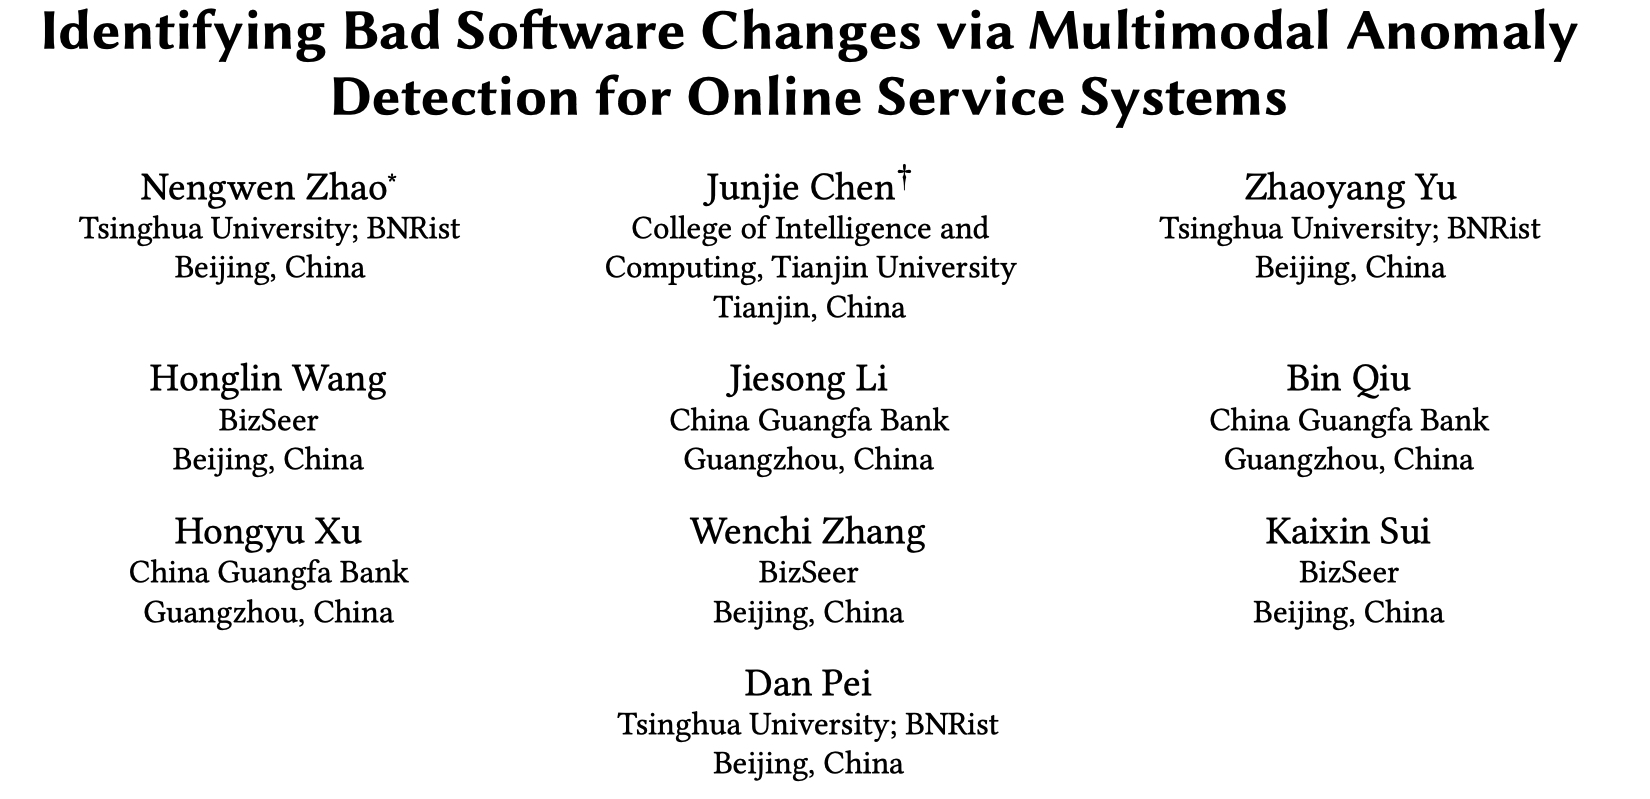 Identifying Bad Software Changes via Multimodal Anomaly
Detection for Online Service Systems
Nengwen Zhao*
Tsinghua University; BNRist
Beijing, China
Junjie Chen†
College of Intelligence and
Computing, Tianjin University
Tianjin, China
Zhaoyang Yu
Tsinghua University; BNRist
Beijing, China
Honglin Wang
BizSeer
Beijing, China
Jiesong Li
China Guangfa Bank
Guangzhou, China
Bin Qiu
China Guangfa Bank
Guangzhou, China
Hongyu Xu
China Guangfa Bank
Guangzhou, China
Wenchi Zhang
BizSeer
Beijing, China
Kaixin Sui
BizSeer
Beijing, China
Dan Pei
Tsinghua University; BNRist
Beijing, China